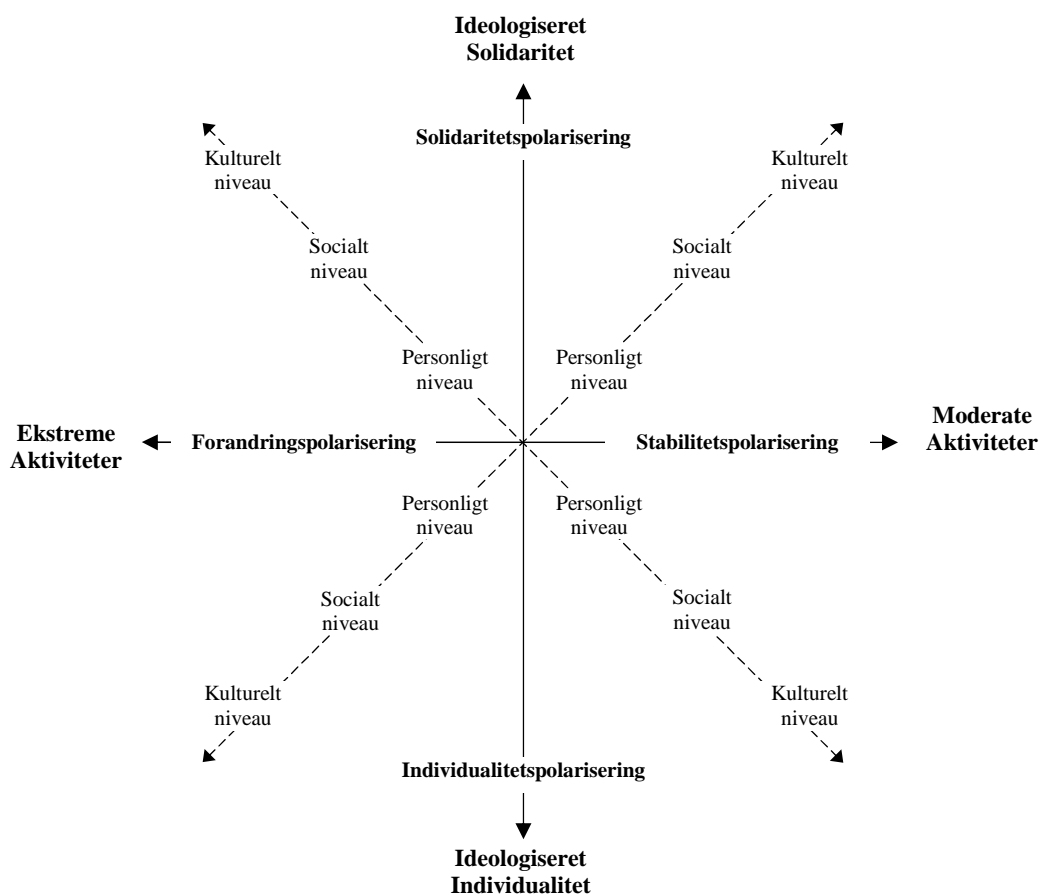 Ideologiseret
Solidaritet
Solidaritetspolarisering
Kulturelt
niveau
Kulturelt
niveau
Socialt
niveau
Socialt
niveau
Personligt
niveau
Personligt
niveau
Ekstreme
Aktiviteter
Forandringspolarisering
Stabilitetspolarisering
Moderate
Aktiviteter
Personligt
niveau
Personligt
niveau
Socialt
niveau
Socialt
niveau
Kulturelt
niveau
Kulturelt
niveau
Individualitetspolarisering
Ideologiseret
Individualitet